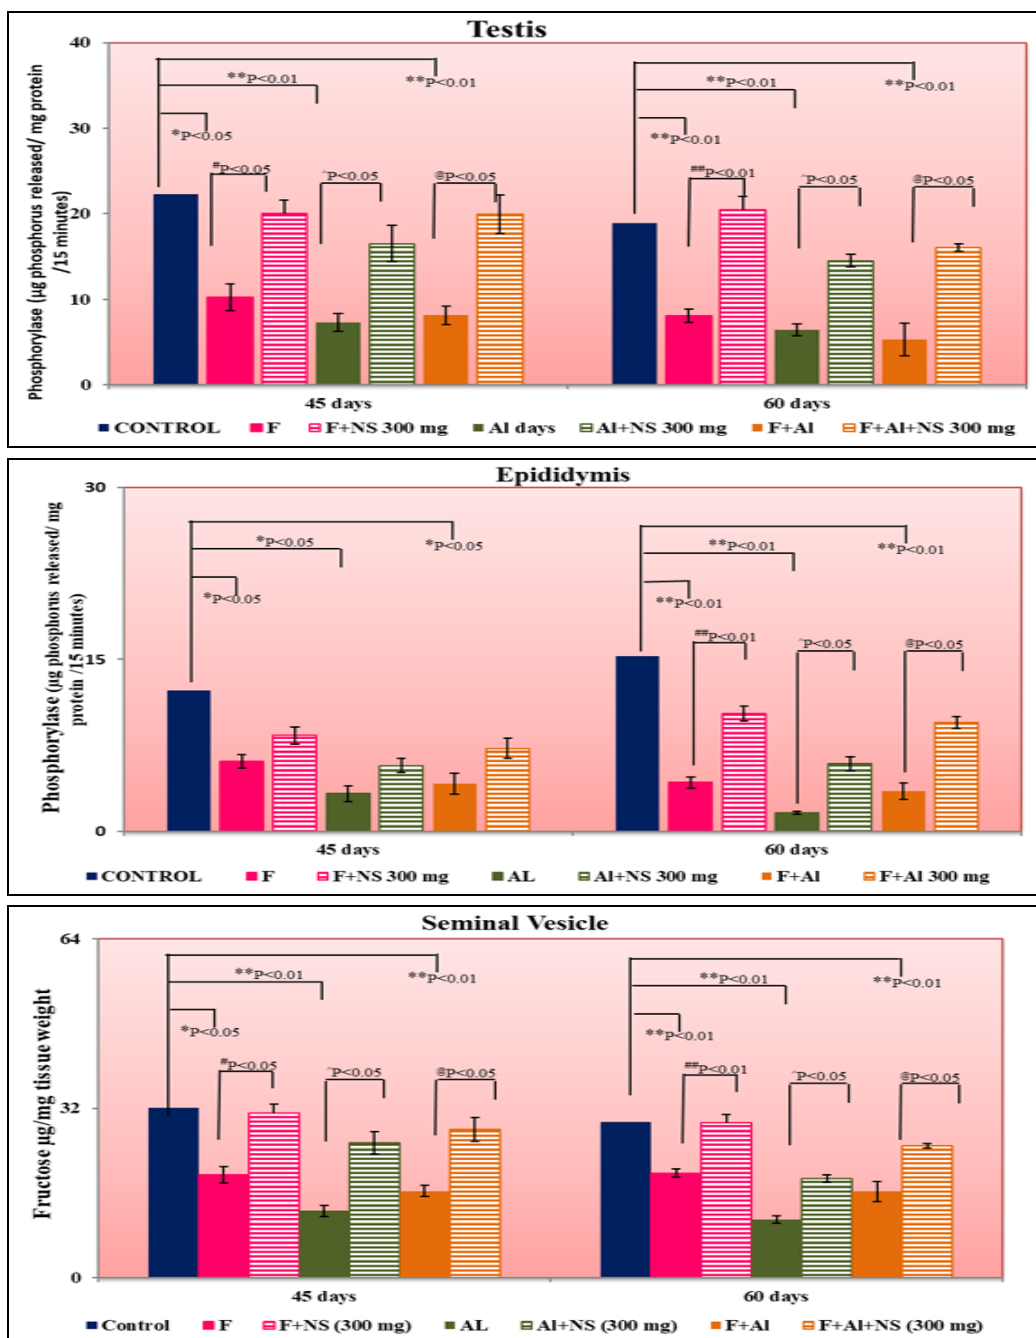 Testis
Phosphorylase (µg phosphorus released/ mg protein
/15 minutes)
40
30
20
10
0
**P<0.01
**P<0.01
*P<0.05
#P<0.05
^P<0.05
@P<0.05
**P<0.01
**P<0.01
**P<0.01
##P<0.01
^P<0.05
@P<0.05
45 days
60 days
CONTROL F F+NS 300 mg Al days Al+NS 300 mg F+Al F+Al+NS 300 mg
Epididymis
Phosphorylase (µg phosphorus released/ mg
protein /15 minutes)
30
15
0
*P<0.05
*P<0.05
*P<0.05
**P<0.01
**P<0.01
**P<0.01
##P<0.01
^P<0.05
@P<0.05
45 days
60 days
CONTROL F F+NS 300 mg AL Al+NS 300 mg F+Al F+Al 300 mg
Seminal Vesicle
Fructose µg/mg tissue weight
64
32
0
**P<0.01
**P<0.01
*P<0.05
#P<0.05
^P<0.05
@P<0.05
**P<0.01
**P<0.01
**P<0.01
##P<0.01
^P<0.05
@P<0.05
45 days
60 days
Control F F+NS (300 mg) AL Al+NS (300 mg) F+Al F+Al+NS (300 mg)